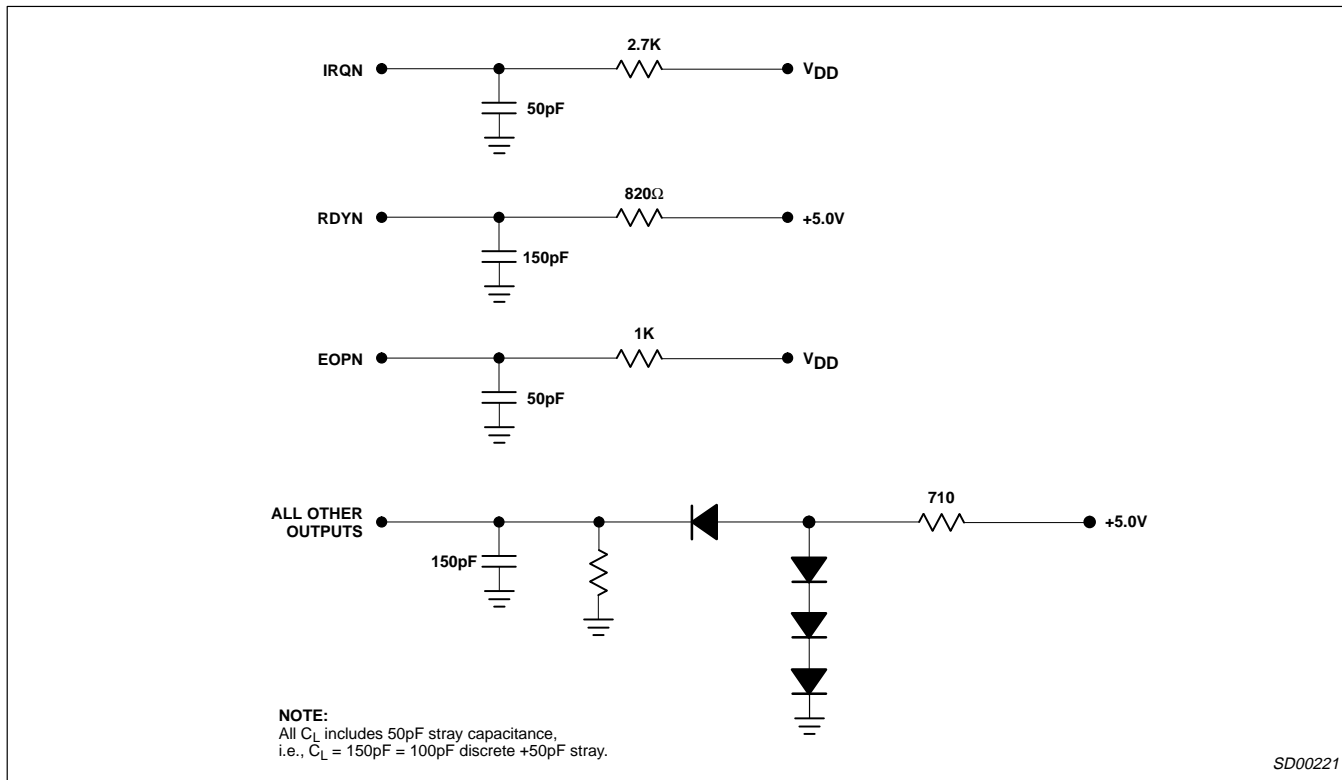 2.7K
IRQN
VDD
50pF
820Ω
RDYN
+5.0V
150pF
1K
EOPN
VDD
50pF
710
ALL OTHER
OUTPUTS
+5.0V
150pF
NOTE:
All CL includes 50pF stray capacitance,
i.e., CL = 150pF = 100pF discrete +50pF stray.
SD00221